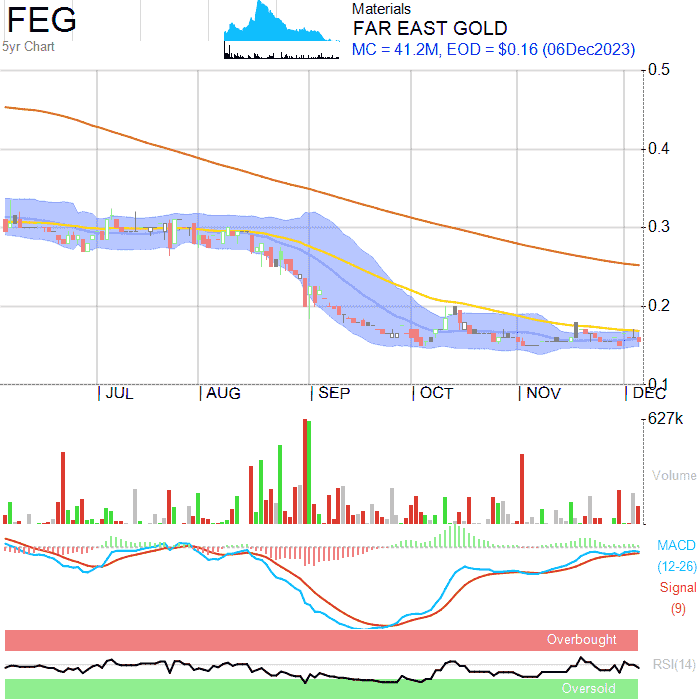 FEG
5yr Chart
Materials
FAR EAST GOLD
MC = 41.2M, EOD = $0.16 (06Dec2023)
0.5
0.4
0.3
0.2
0.1
JUL
AUG
SEP
OCT
NOV
DEC
627k
Volume
MACD
(12-26)
Signal
(9)
Overbought
RSI(14)
Oversold